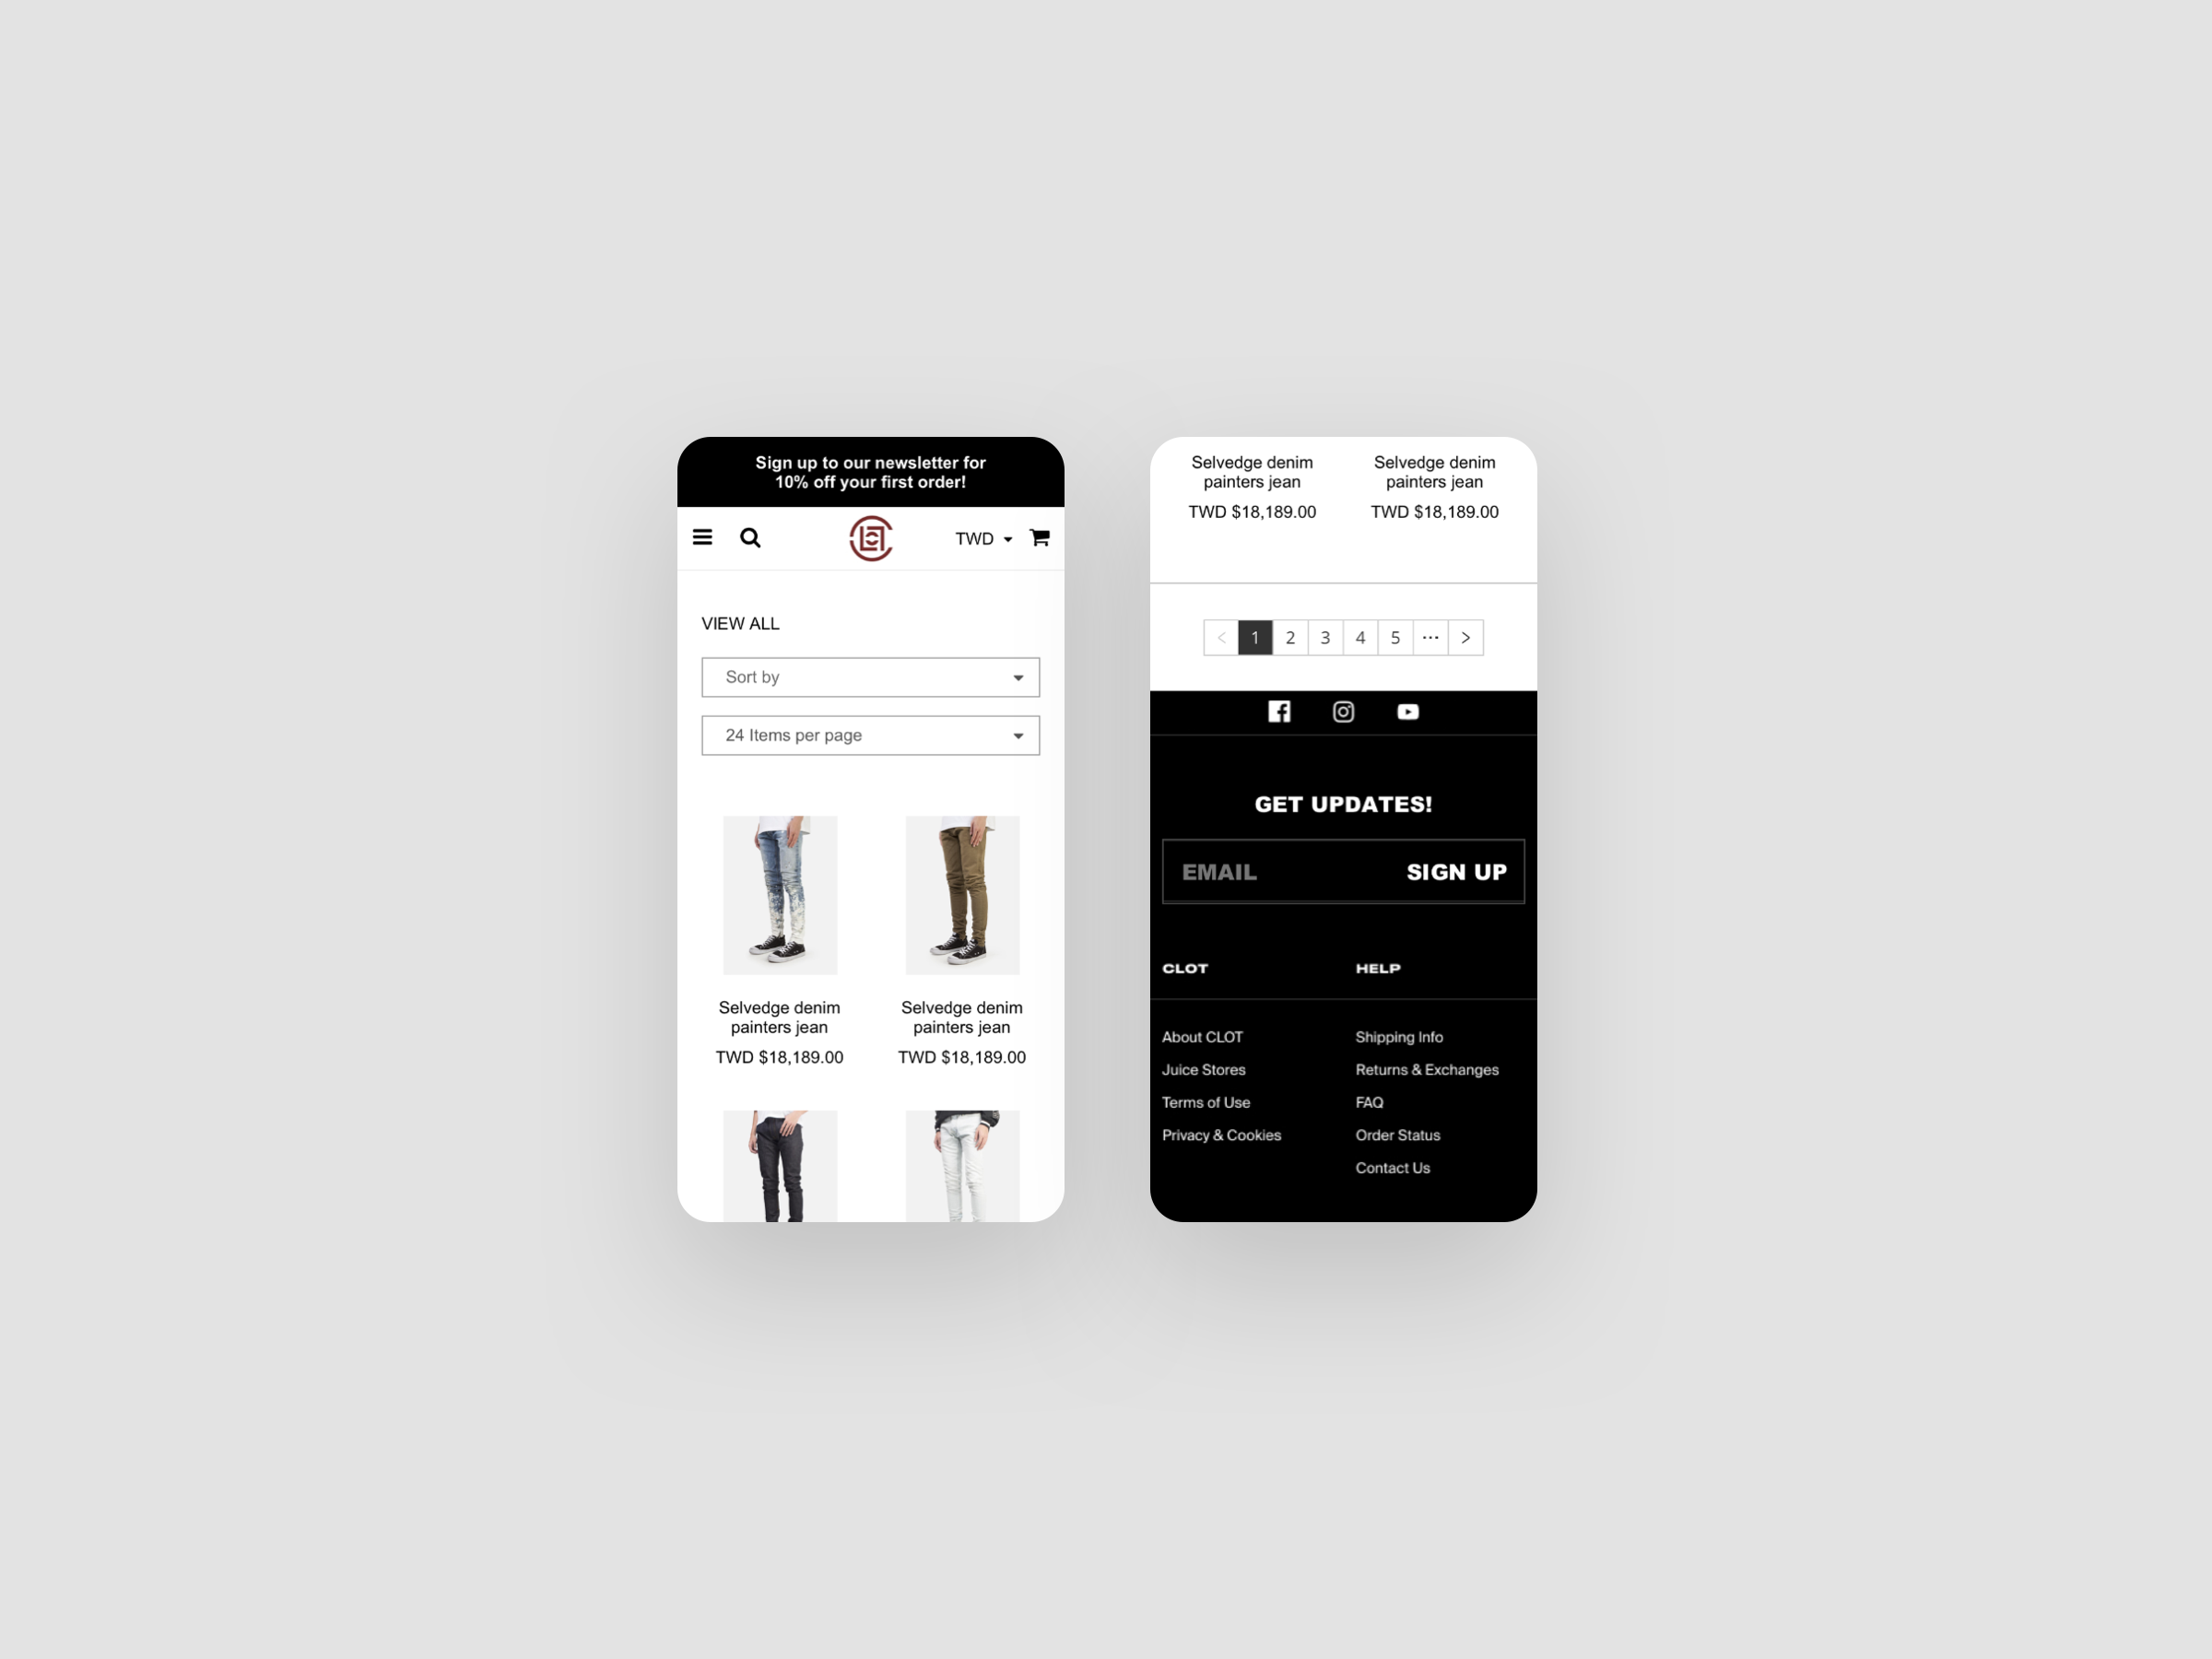 Sign up to our newsletter for
10% off your first order!
TWD
VIEW ALL
Sort by
24 Items per page
Selvedge denim
painters jean
TWD $18,189.00
Selvedge denim
painters jean
TWD $18,189.00
Selvedge denim
painters jean
TWD $18,189.00
Selvedge denim
painters jean
TWD $18,189.00
< 1 2 3 4 5 ··· >
GET UPDATES!
EMAIL
SIGN UP
CLOT
About CLOT
Juice Stores
Terms of Use
Privacy & Cookies
HELP
Shipping Info
Returns & Exchanges
FAQ
Order Status
Contact Us